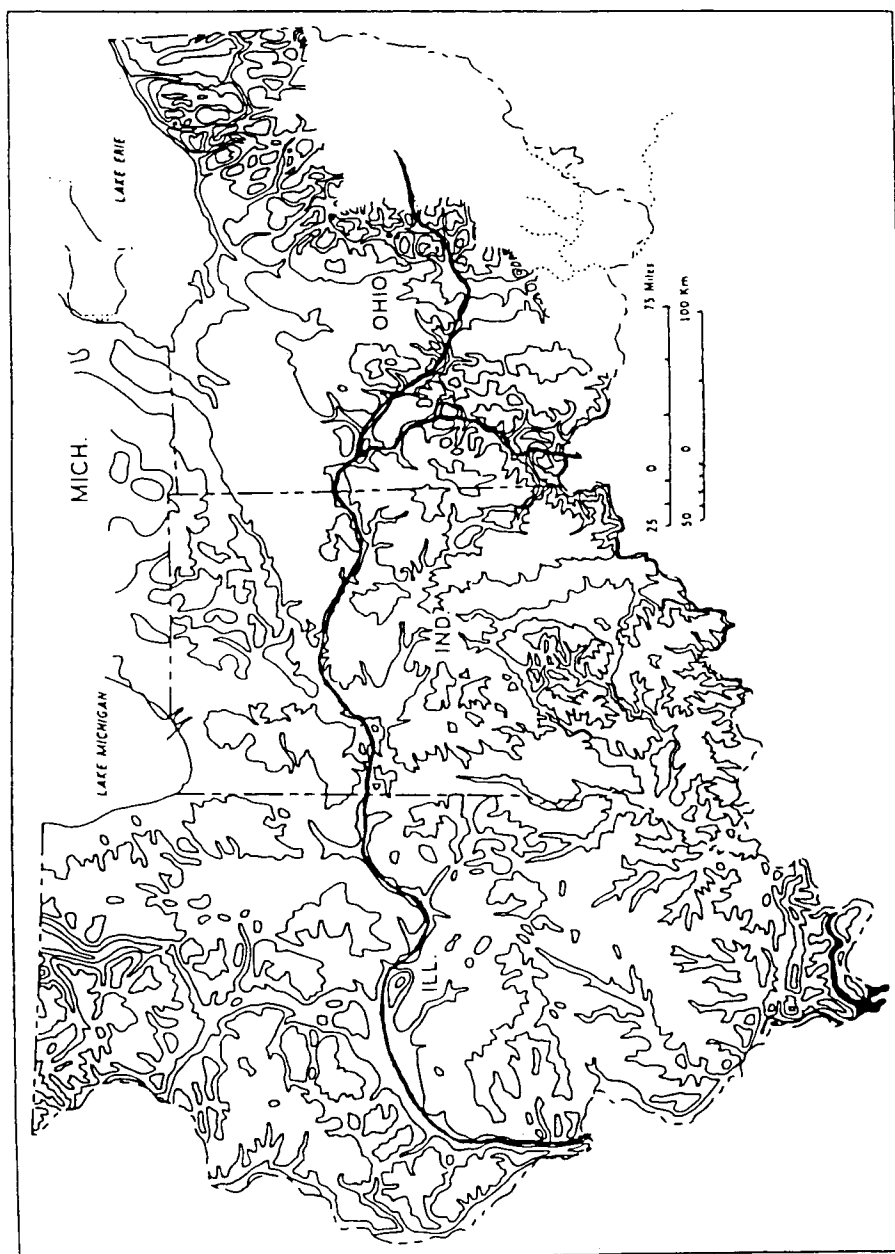 LAKE ERIE
MICH.
OHIO
LAKE MICHIGAN
IND.
ILL.
25 0 75 Miles
50 0 100 Km